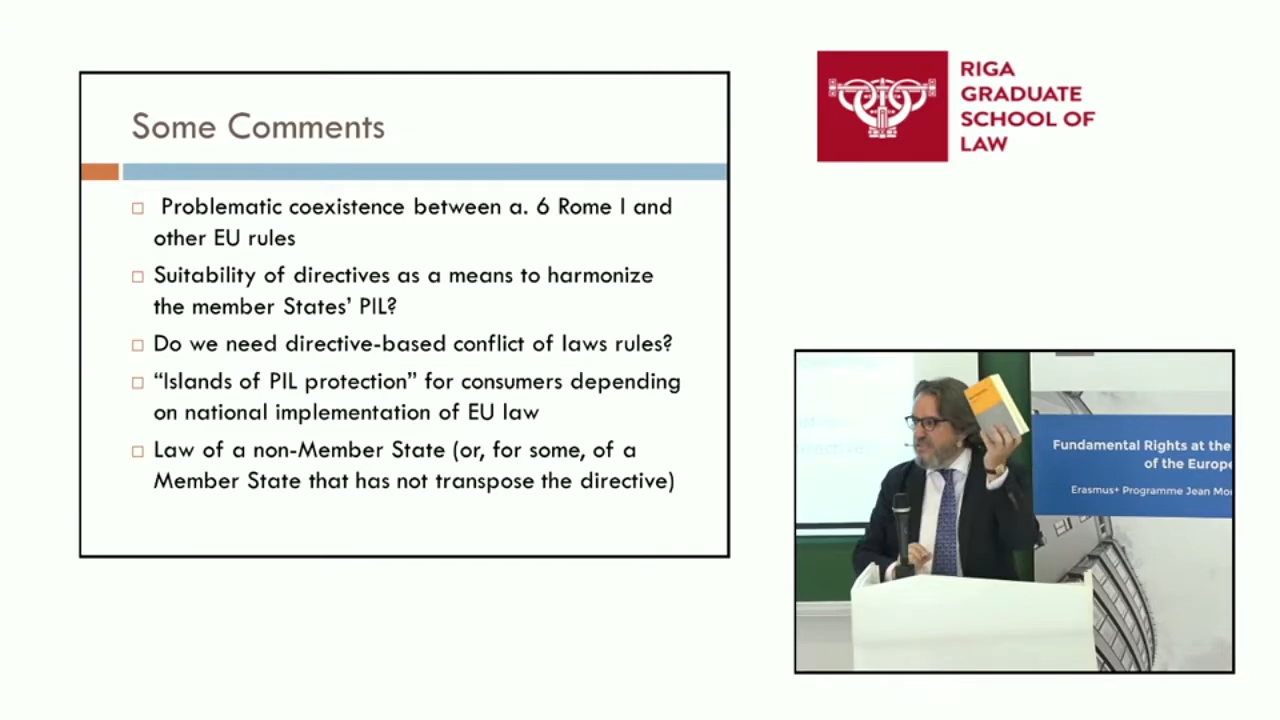 Some Comments
Problematic coexistence between a. 6 Rome I and
other EU rules
Suitability of directives as a means to harmonize
the member States’ PIL?
Do we need directive-based conflict of laws rules?
“Islands of PIL protection” for consumers depending
on national implementation of EU law
Law of a non-Member State (or, for some, of a
Member State that has not transpose the directive)
RIGA
GRADUATE
SCHOOL OF
LAW
Fundamental Rights at the
of the Europe
Erasmus+ Programme Jean Mon